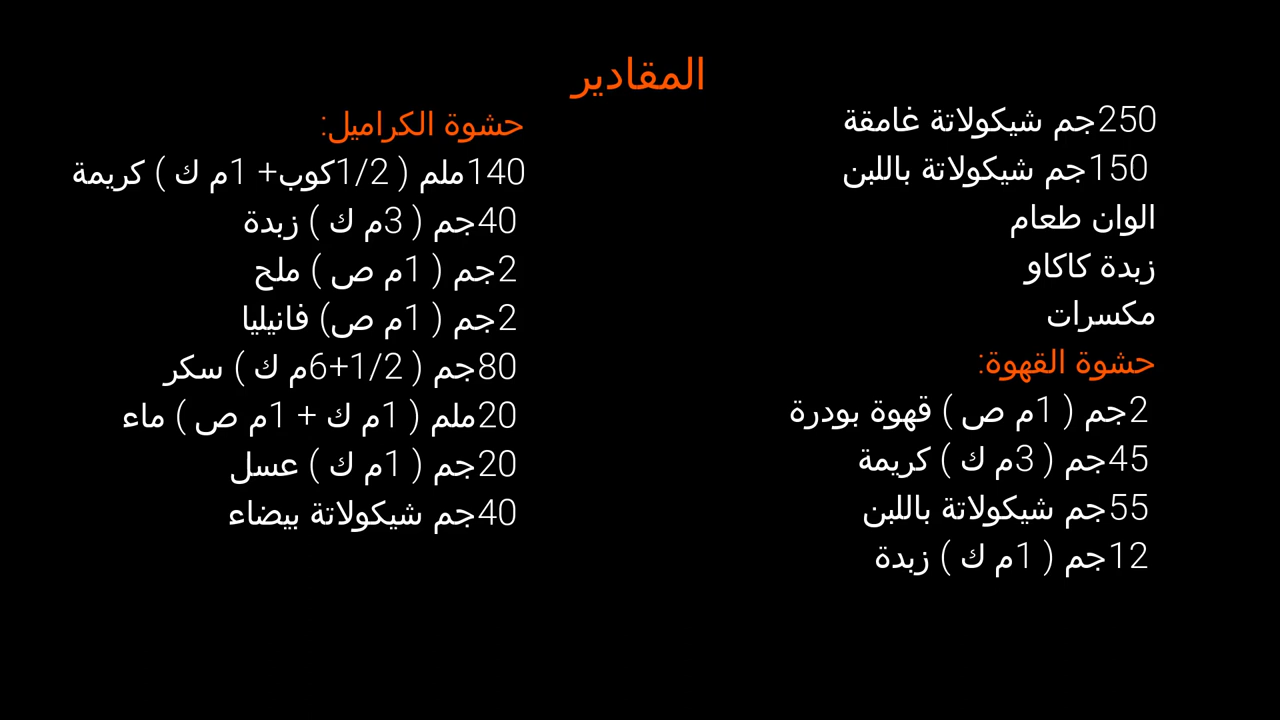 المقادير
250جم شيكولاتة غامقة
150جم شيكولاتة باللبن
الوان طعام
زبدة كاكاو
مكسرات
حشوة القهوة:
2جم ( 1م ص ) قهوة بودرة
45جم ( 3م ك ) كريمة
55جم شيكولاتة باللبن
12جم ( 1م ك ) زبدة
حشوة الكراميل:
140ملم ( 1/2كوب+ 1م ك ) كريمة
40جم ( 3م ك ) زبدة
2جم ( 1م ص ) ملح
2جم ( 1م ص) فانيليا
80جم ( 1/2+6م ك ) سكر
20ملم ( 1م ك + 1م ص ) ماء
20جم ( 1م ك ) عسل
40جم شيكولاتة بيضاء